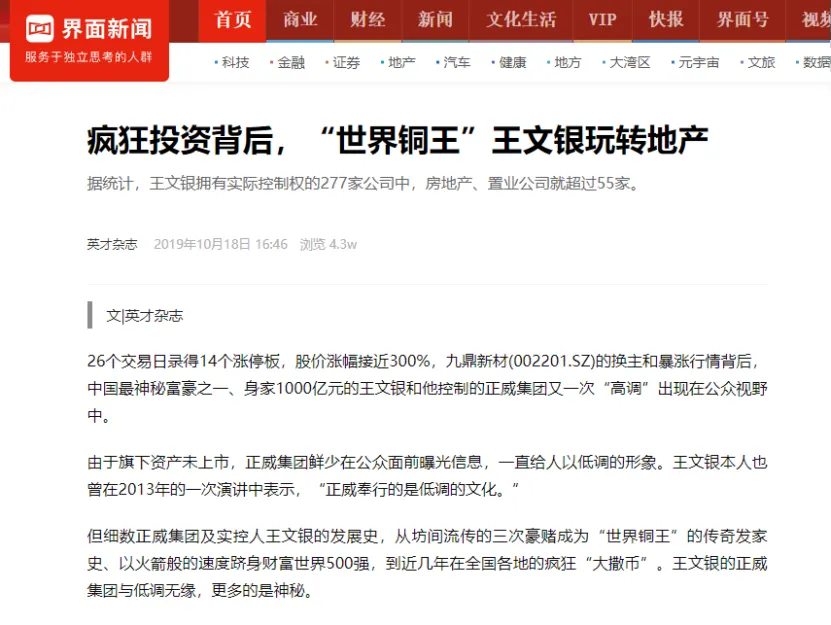 界面新闻
服务于独立思考的人群
首页 商业 财经 新闻 文化生活 VIP 快报 界面号 视频
·科技 ·金融 ·证券 ·地产 ·汽车 ·健康 ·地方 ·大湾区 ·元宇宙 ·文旅 ·数据
疯狂投资背后，“世界铜王”王文银玩转地产
据统计，王文银拥有实际控制权的277家公司中，房地产、置业公司就超过55家。
英才杂志 2019年10月18日 16:46 浏览 4.3w
文|英才杂志
26个交易日录得14个涨停板，股价涨幅接近300%，九鼎新材(002201.SZ)的换主和暴涨行情背后，
中国最神秘富豪之一、身家1000亿元的王文银和他控制的正威集团又一次“高调”出现在公众视野
中。
由于旗下资产未上市，正威集团鲜少在公众面前曝光信息，一直给人以低调的形象。王文银本人也
曾在2013年的一次演讲中表示，“正威奉行的是低调的文化。”
但细数正威集团及实控人王文银的发展史，从坊间流传的三次豪赌成为“世界铜王”的传奇发家
史、以火箭般的速度跻身财富世界500强，到近几年在全国各地的疯狂“大撒币”。王文银的正威
集团与低调无缘，更多的是神秘。